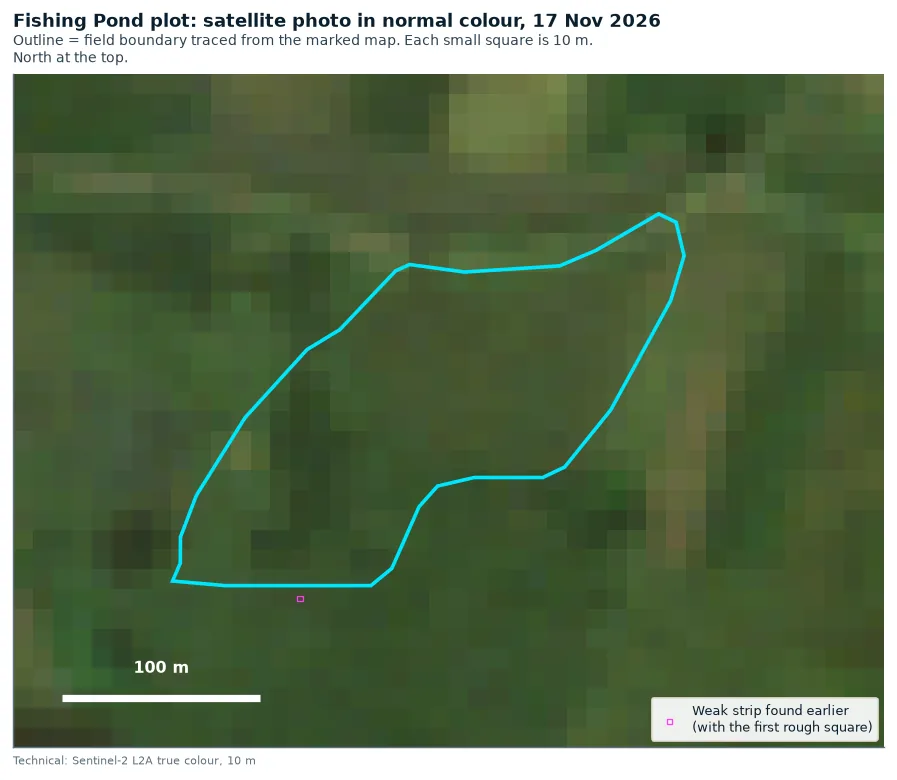 Fishing Pond plot: satellite photo in normal colour, 17 Nov 2026
Outline = field boundary traced from the marked map. Each small square is 10 m.
North at the top.
100 m
Weak strip found earlier
(with the first rough square)
Technical: Sentinel-2 L2A true colour, 10 m